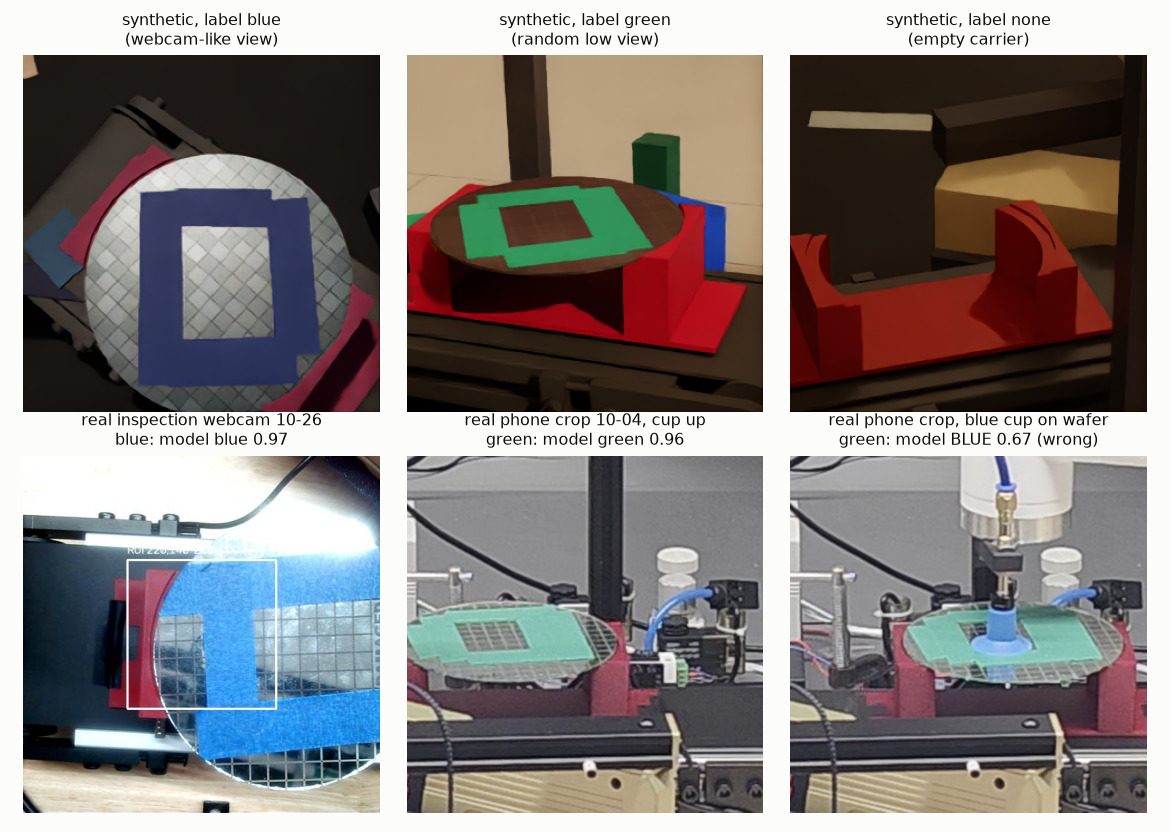 synthetic, label blue
(webcam-like view)
synthetic, label green
(random low view)
synthetic, label none
(empty carrier)
real inspection webcam 10-26
blue: model blue 0.97
real phone crop 10-04, cup up
green: model green 0.96
real phone crop, blue cup on wafer
green: model BLUE 0.67 (wrong)